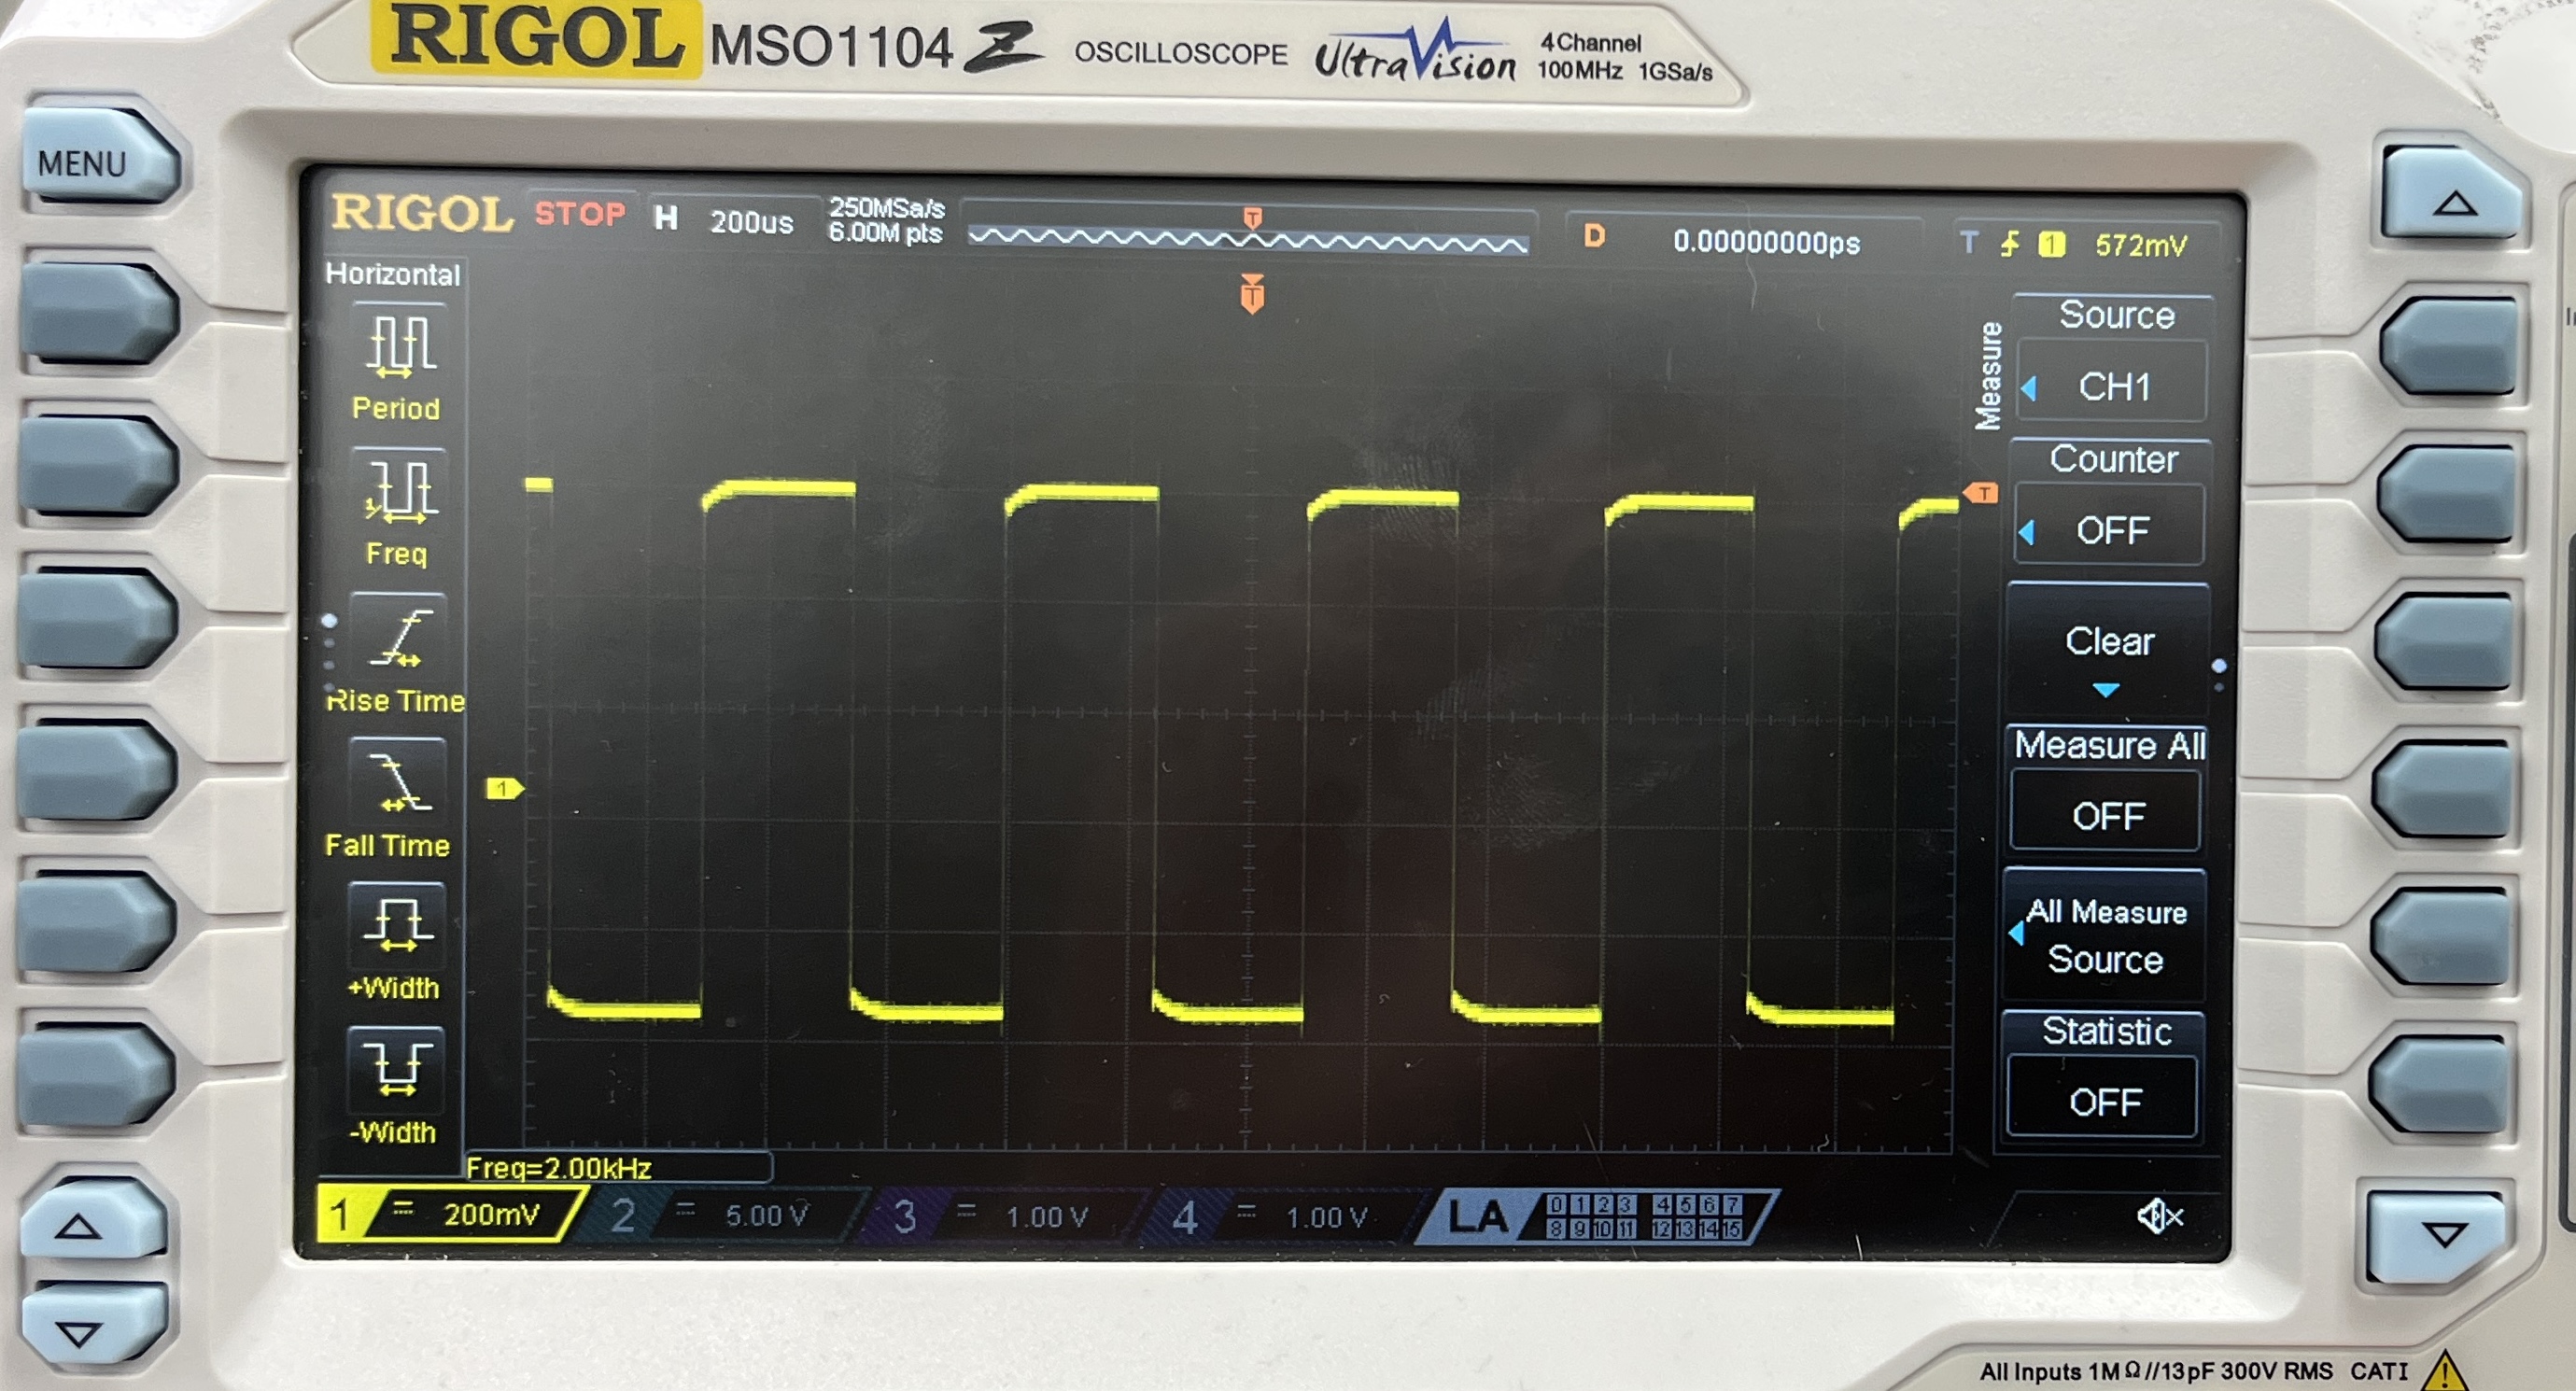 RIGOL MSO1104 Z OSCILLOSCOPE UltraVision 4 Channel
100MHz 1GSa/s
MENU
RIGOL STOP H 200us 250MSa/s
6.00M pts
T
D 0.00000000ps
T 1 572mV
Horizontal
T
Period
Freq
Rise Time
Fall Time
+Width
-Width
1
T
Measure
Source
CH1
Counter
OFF
Clear
Measure All
OFF
All Measure
Source
Statistic
OFF
Freq=2.00kHz
1 200mV 2 5.00 V 3 1.00 V 4 1.00 V LA 0 1 2 3 4 5 6 7
8 9 10 11 12 13 14 15
All Inputs 1MΩ//13pF 300V RMS CATI